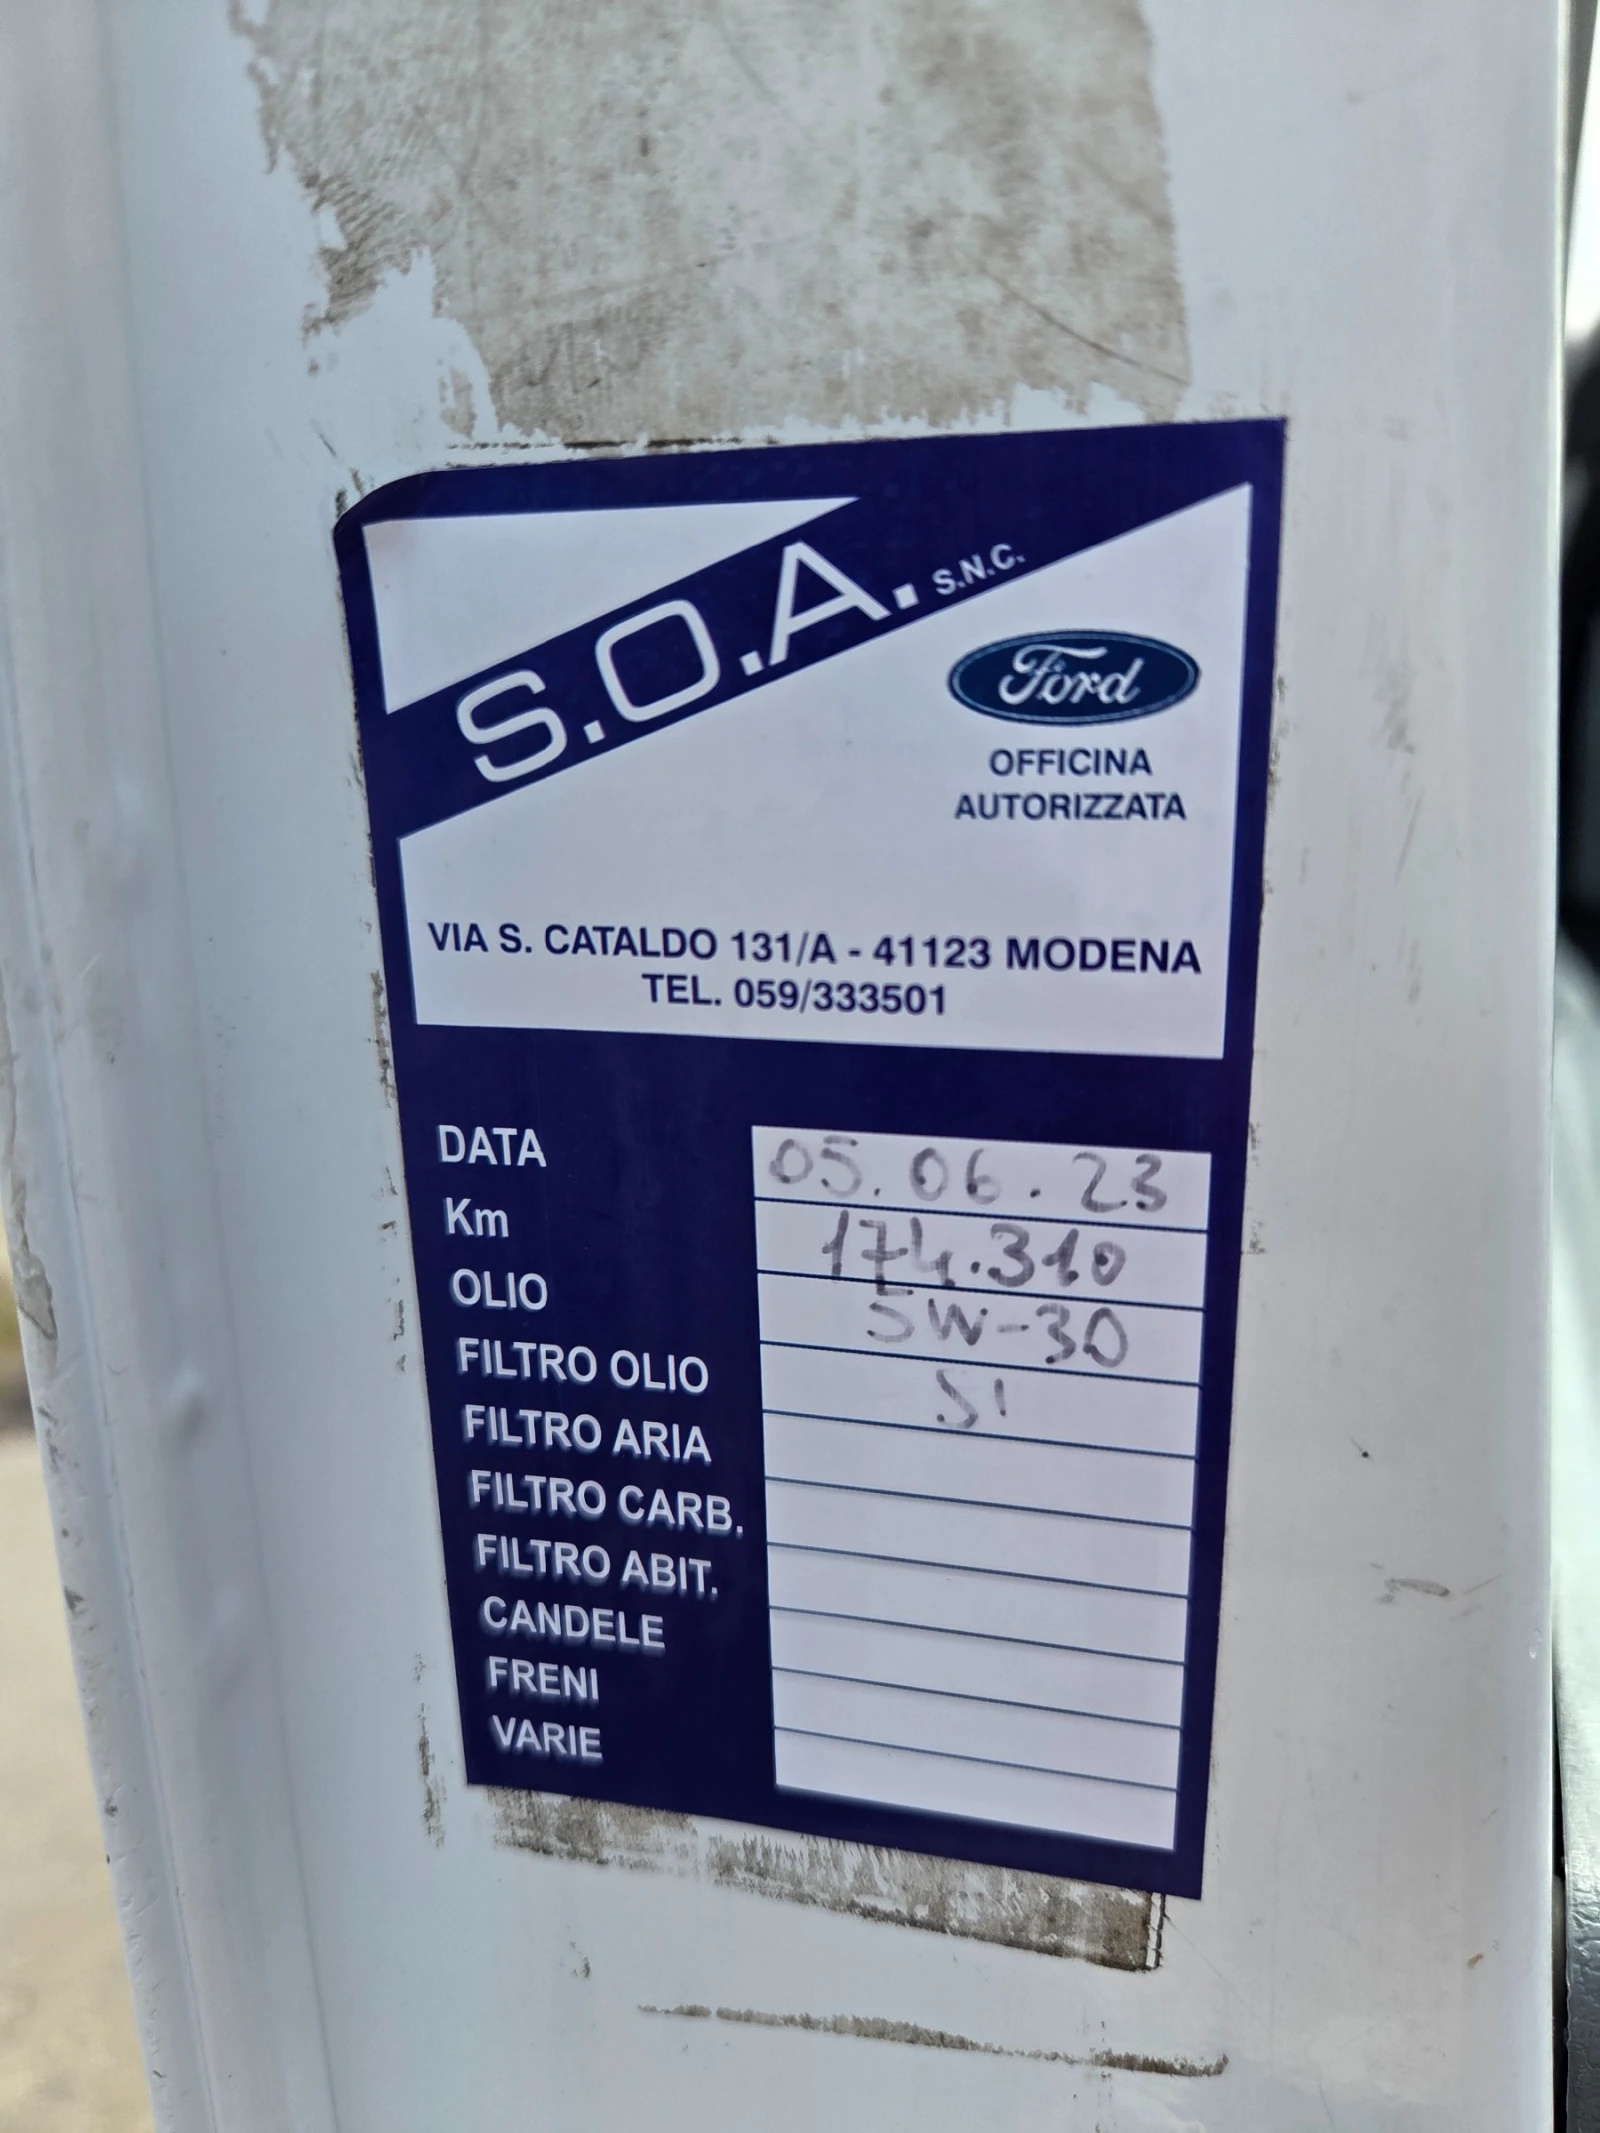 S.O.A. S.N.C.
Ford
OFFICINA
AUTORIZZATA
VIA S. CATALDO 131/A - 41123 MODENA
TEL. 059/333501
DATA 05.06.23
Km 174.310
OLIO 5W-30
FILTRO OLIO SI
FILTRO ARIA
FILTRO CARB.
FILTRO ABIT.
CANDELE
FRENI
VARIE